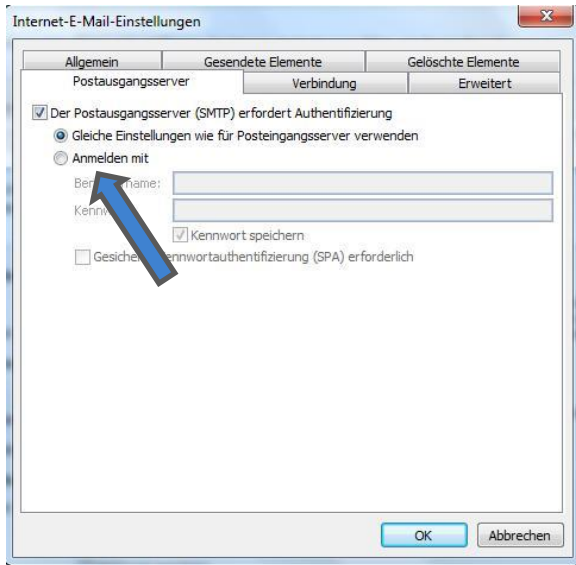 Internet-E-Mail-Einstellungen
Allgemein Gesendete Elemente Gelöschte Elemente
Postausgangsserver Verbindung Erweitert
Der Postausgangsserver (SMTP) erfordert Authentifizierung
Gleiche Einstellungen wie für Posteingangsserver verwenden
Anmelden mit
Kennwort speichern
(SPA) erforderlich
OK Abbrechen